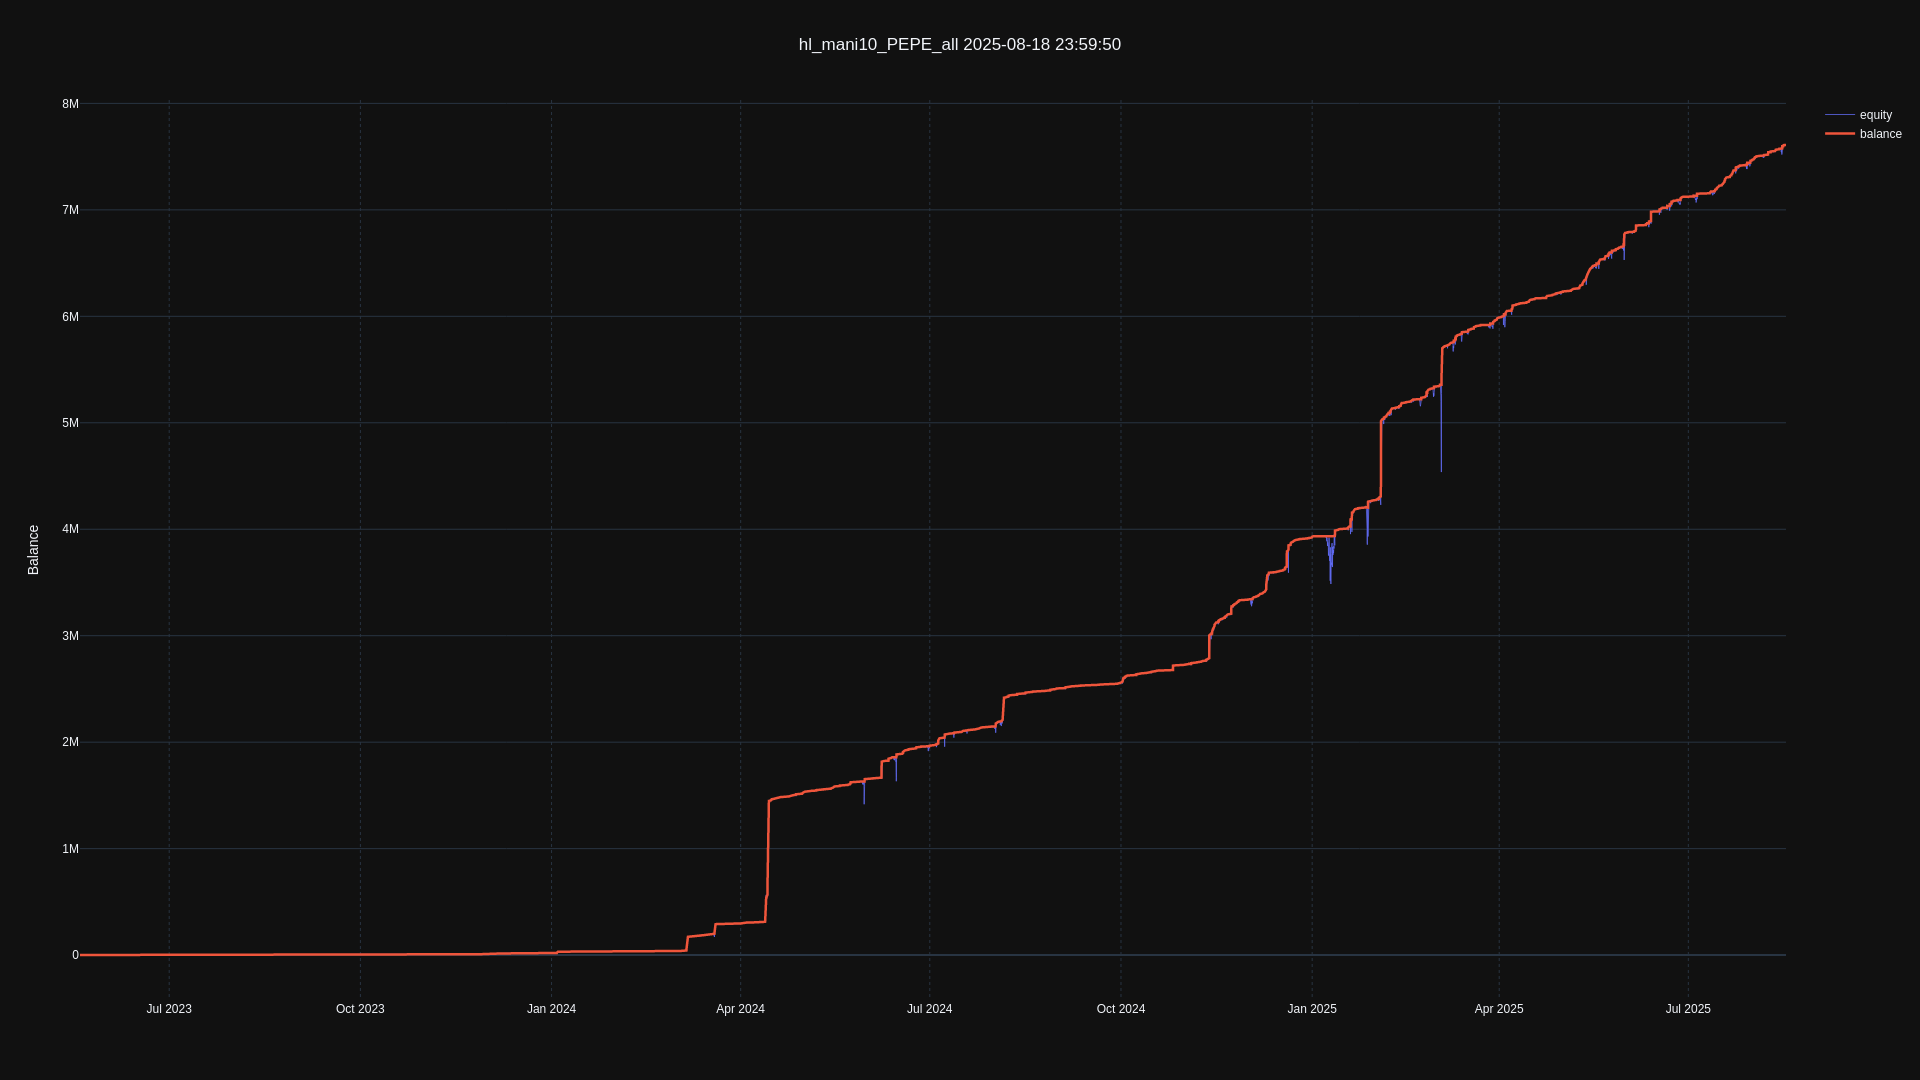 hl_mani10_PEPE_all 2025-08-18 23:59:50
8M
7M
6M
5M
4M
3M
2M
1M
0
Balance
Jul 2023
Oct 2023
Jan 2024
Apr 2024
Jul 2024
Oct 2024
Jan 2025
Apr 2025
Jul 2025
equity
balance